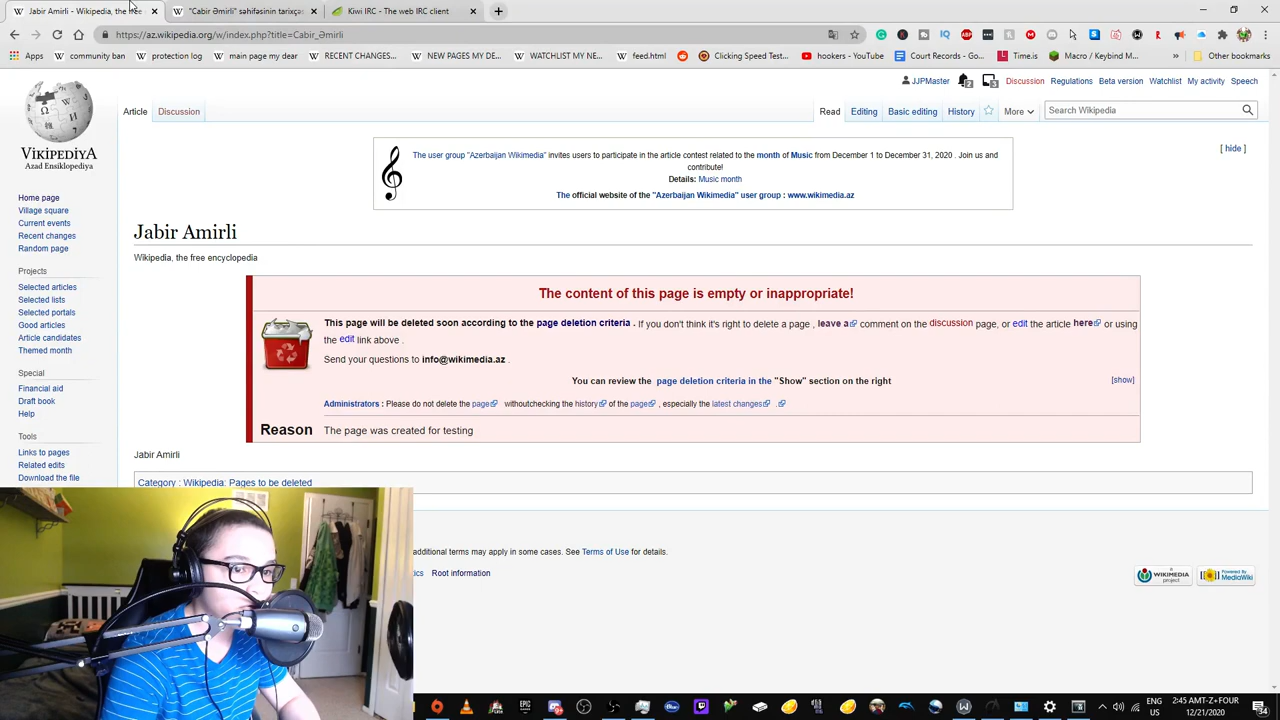 Jabir Amirli - Wikipedia, the free
"Cabir Əmirli" səhifəsinin tarixçə
Kiwi IRC - The web IRC client
https://az.wikipedia.org/w/index.php?title=Cabir_Əmirli
Apps
community ban
protection log
main page my dear
RECENT CHANGES...
NEW PAGES MY DE...
WATCHLIST MY NE...
feed.html
Clicking Speed Test...
hookers - YouTube
Court Records - Go...
Time.is
Macro / Keybind m...
Other bookmarks
JJPMaster
2
3
Discussion
Regulations
Beta version
Watchlist
My activity
Speech
Article
Discussion
Read
Editing
Basic editing
History
More
Search Wikipedia
VİKİPEDİYA
Azad Ensiklopediya
The user group "Azerbaijan Wikimedia" invites users to participate in the article contest related to the month of Music from December 1 to December 31, 2020 . Join us and
contribute!
Details: Music month
The official website of the "Azerbaijan Wikimedia" user group : www.wikimedia.az
[ hide ]
Home page
Village square
Current events
Recent changes
Random page
Projects
Selected articles
Selected lists
Selected portals
Good articles
Article candidates
Themed month
Special
Financial aid
Draft book
Help
Tools
Links to pages
Related edits
Download the file
Jabir Amirli
Wikipedia, the free encyclopedia
The content of this page is empty or inappropriate!
This page will be deleted soon according to the page deletion criteria . If you don't think it's right to delete a page , leave a comment on the discussion page, or edit the article here or using
the edit link above .
Send your questions to info@wikimedia.az .
You can review the page deletion criteria in the "Show" section on the right
[show]
Administrators : Please do not delete the page withoutchecking the history of the page , especially the latest changes .
Reason The page was created for testing
Jabir Amirli
Category : Wikipedia: Pages to be deleted
additional terms may apply in some cases. See Terms of Use for details.
tics Root information
A WIKIMEDIA project
Powered By MediaWiki
ENG
US
2:45 AMT-Z+FOUR
12/21/2020